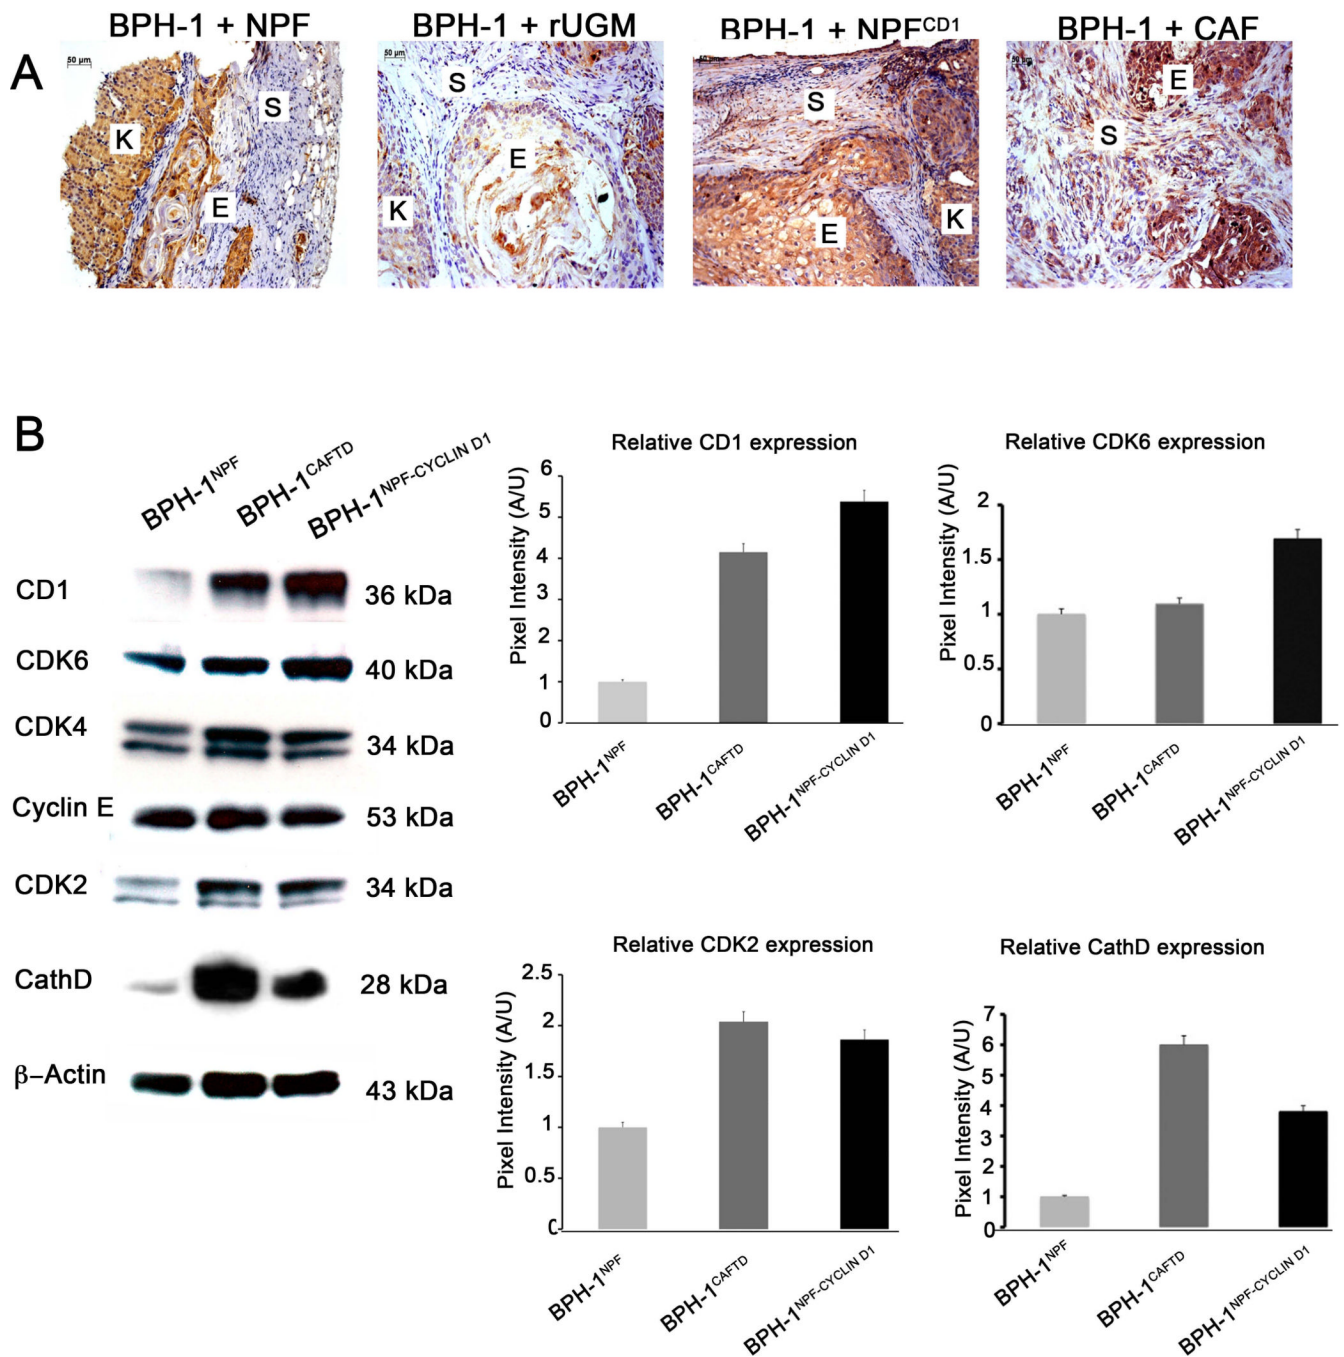 BPH-1 + NPF
BPH-1 + rUGM
BPH-1 + NPF^CD1
BPH-1 + CAF
A
50 µm
K
S
E
50 µm
S
E
K
50 µm
S
E
K
50 µm
E
S
B
BPH-1^NPF
BPH-1^CAFTD
BPH-1^NPF-CYCLIN D1
CD1
36 kDa
CDK6
40 kDa
CDK4
34 kDa
Cyclin E
53 kDa
CDK2
34 kDa
CathD
28 kDa
β–Actin
43 kDa
Relative CD1 expression
Pixel Intensity (A/U)
6
5
4
3
2
1
0
BPH-1^NPF
BPH-1^CAFTD
BPH-1^NPF-CYCLIN D1
Relative CDK6 expression
Pixel Intensity (A/U)
2
1.5
1
0.5
0
BPH-1^NPF
BPH-1^CAFTD
BPH-1^NPF-CYCLIN D1
Relative CDK2 expression
Pixel Intensity (A/U)
2.5
2
1.5
1
0.5
0
BPH-1^NPF
BPH-1^CAFTD
BPH-1^NPF-CYCLIN D1
Relative CathD expression
Pixel Intensity (A/U)
7
6
5
4
3
2
1
0
BPH-1^NPF
BPH-1^CAFTD
BPH-1^NPF-CYCLIN D1